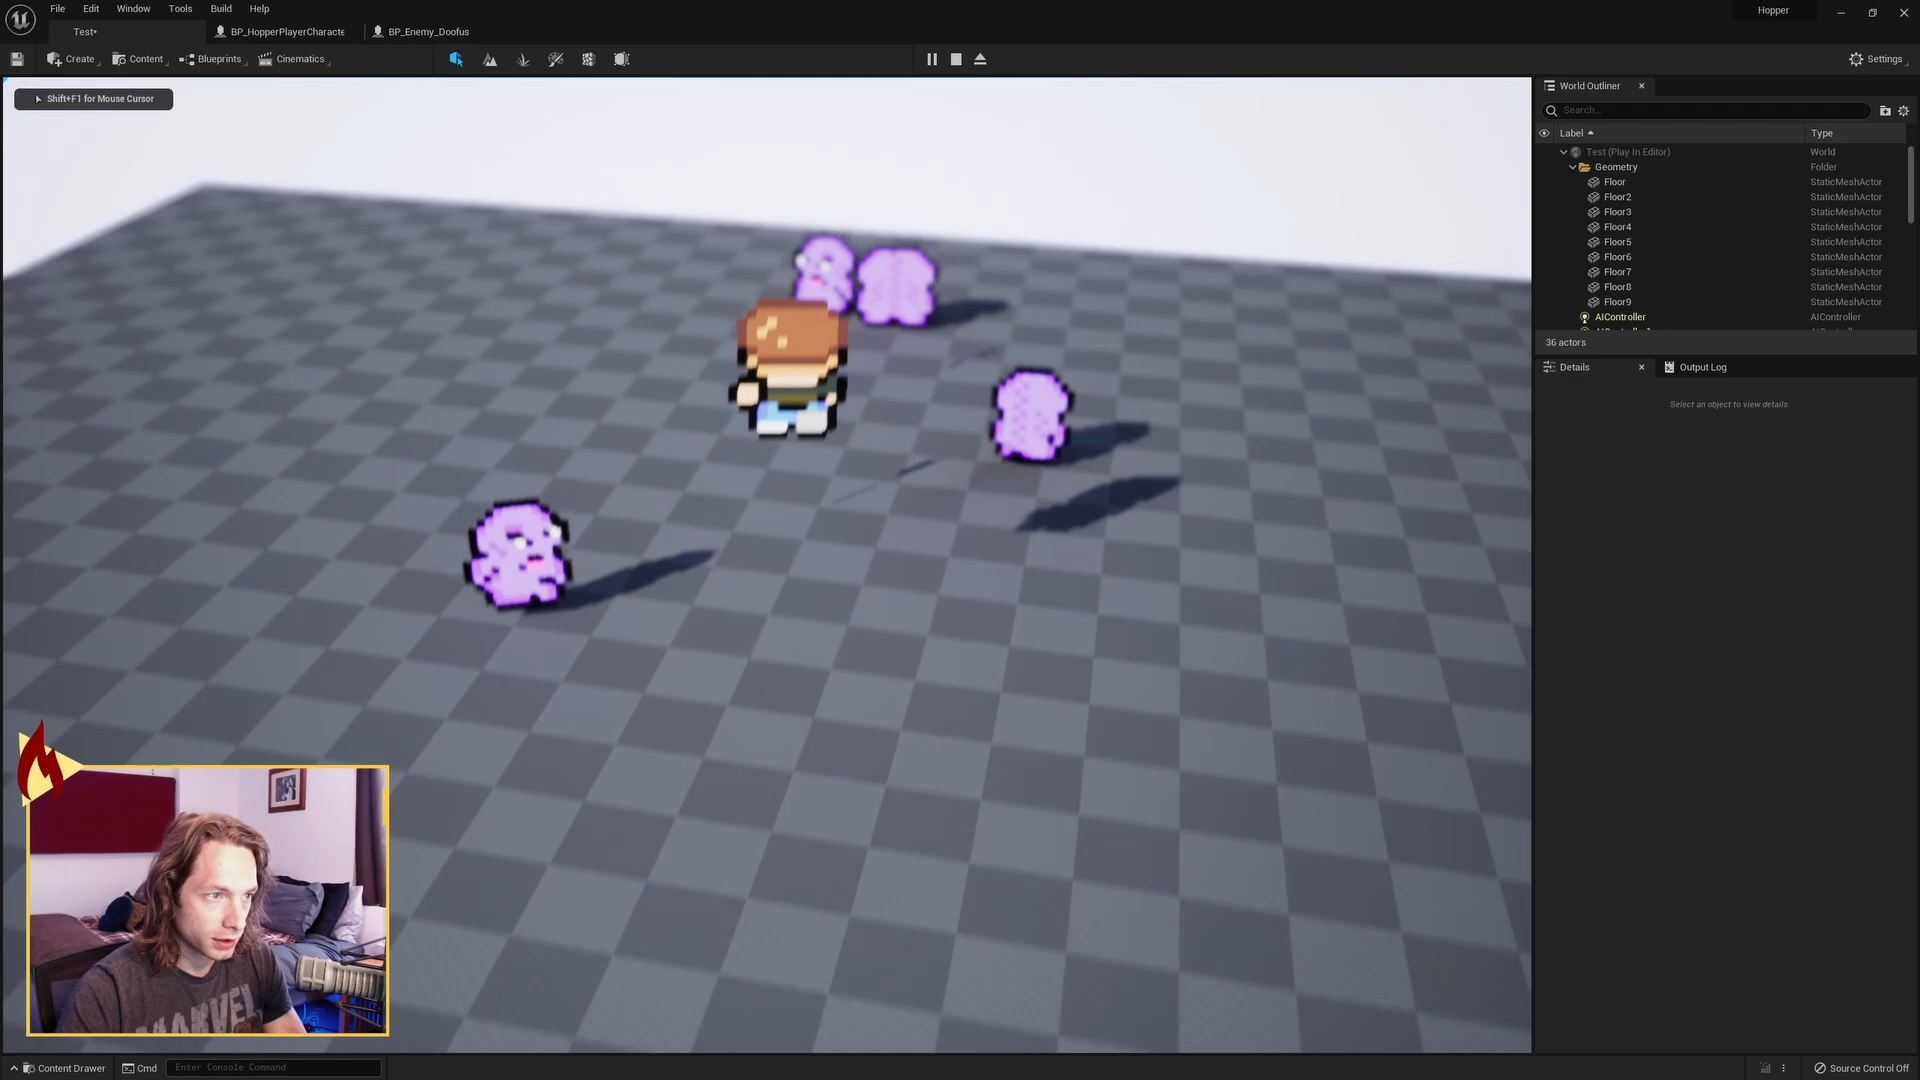 File Edit Window Tools Build Help
Hopper
Test•
BP_HopperPlayerCharacte
BP_Enemy_Doofus
Create
Content
Blueprints
Cinematics
Settings
Shift+F1 for Mouse Cursor
World Outliner
Search...
Label Type
Test (Play In Editor) World
Geometry Folder
Floor StaticMeshActor
Floor2 StaticMeshActor
Floor3 StaticMeshActor
Floor4 StaticMeshActor
Floor5 StaticMeshActor
Floor6 StaticMeshActor
Floor7 StaticMeshActor
Floor8 StaticMeshActor
Floor9 StaticMeshActor
AIController AIController
36 actors
Details
Output Log
Select an object to view details.
MARVEL
Content Drawer
Cmd
Enter Console Command
Source Control Off